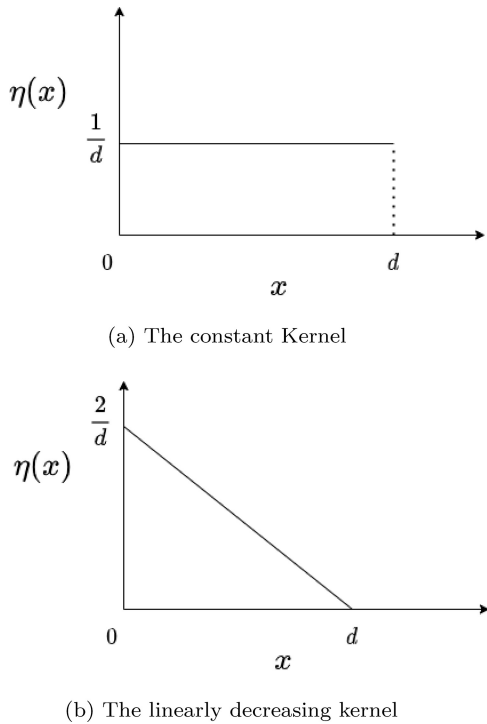 η(x)
1/d
0
d
x
(a) The constant Kernel
2/d
η(x)
0
d
x
(b) The linearly decreasing kernel